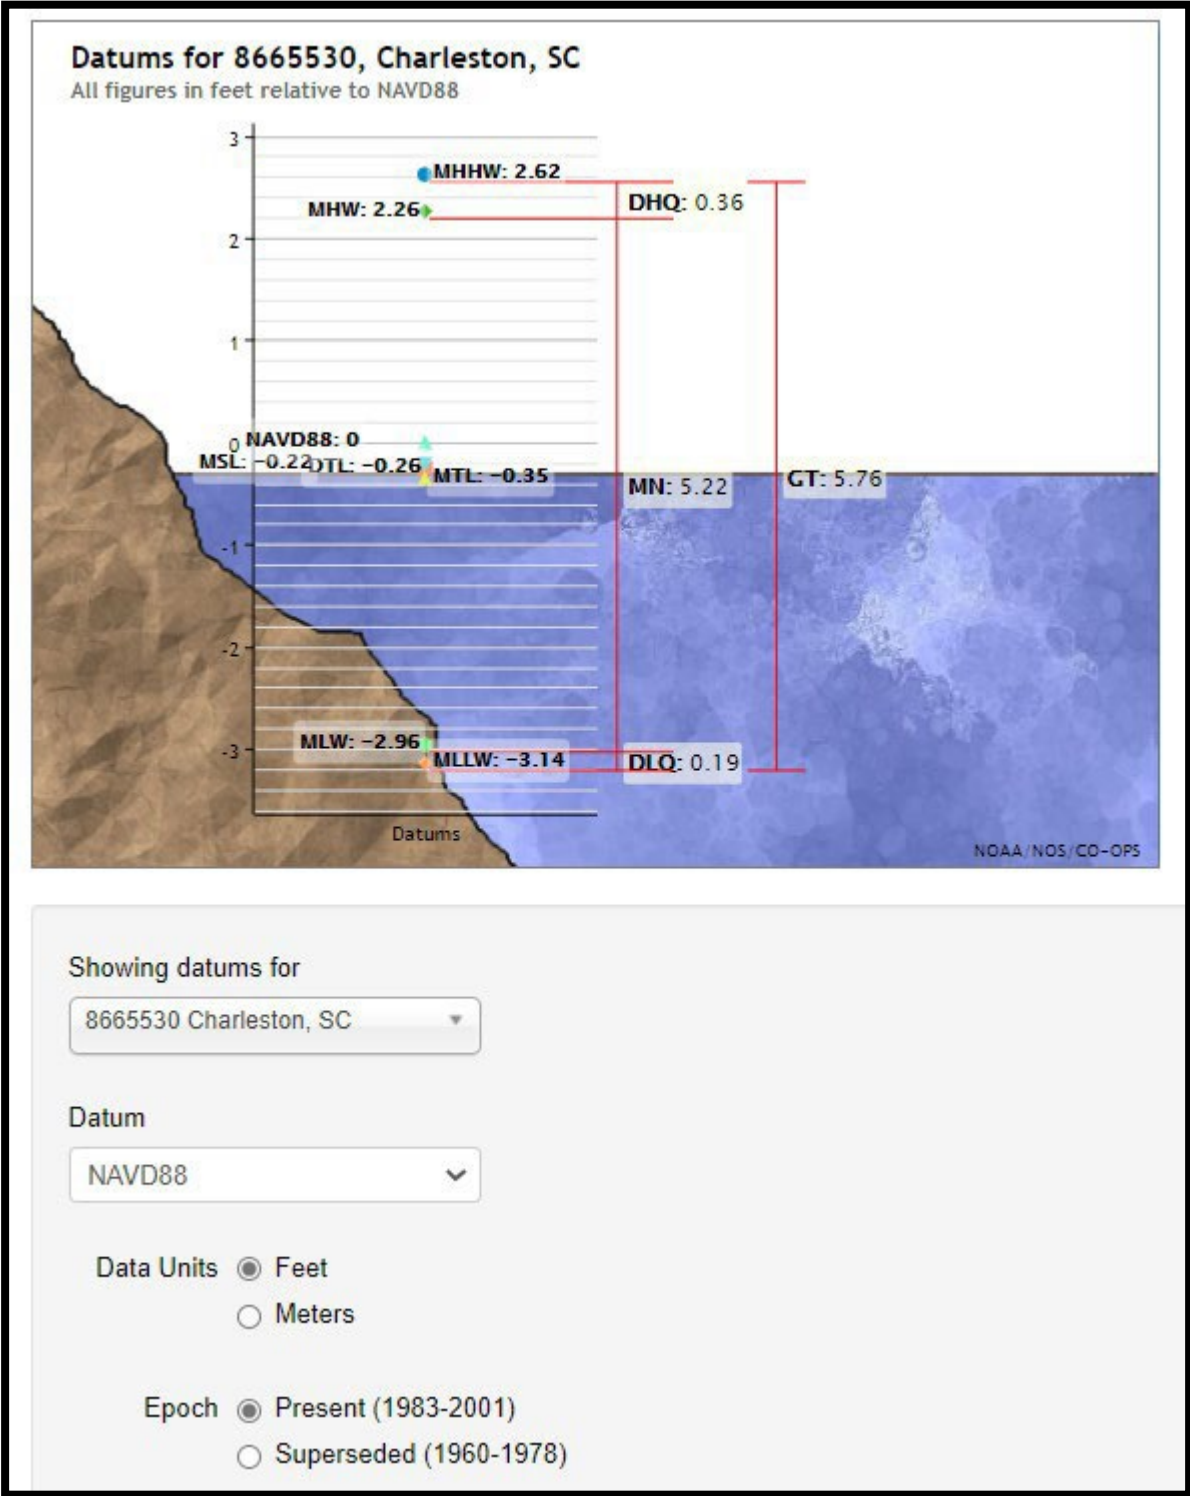 Datums for 8665530, Charleston, SC
All figures in feet relative to NAVD88
3
MHHW: 2.62
DHQ: 0.36
MHW: 2.26
2
1
0
NAVD88: 0
MSL: −0.22
DTL: −0.26
MTL: −0.35
MN: 5.22
GT: 5.76
-1
-2
MLW: −2.96
-3
MLLW: −3.14
DLQ: 0.19
Datums
NOAA/NOS/CO-OPS
Showing datums for
8665530 Charleston, SC
Datum
NAVD88
Data Units Feet
Meters
Epoch Present (1983-2001)
Superseded (1960-1978)